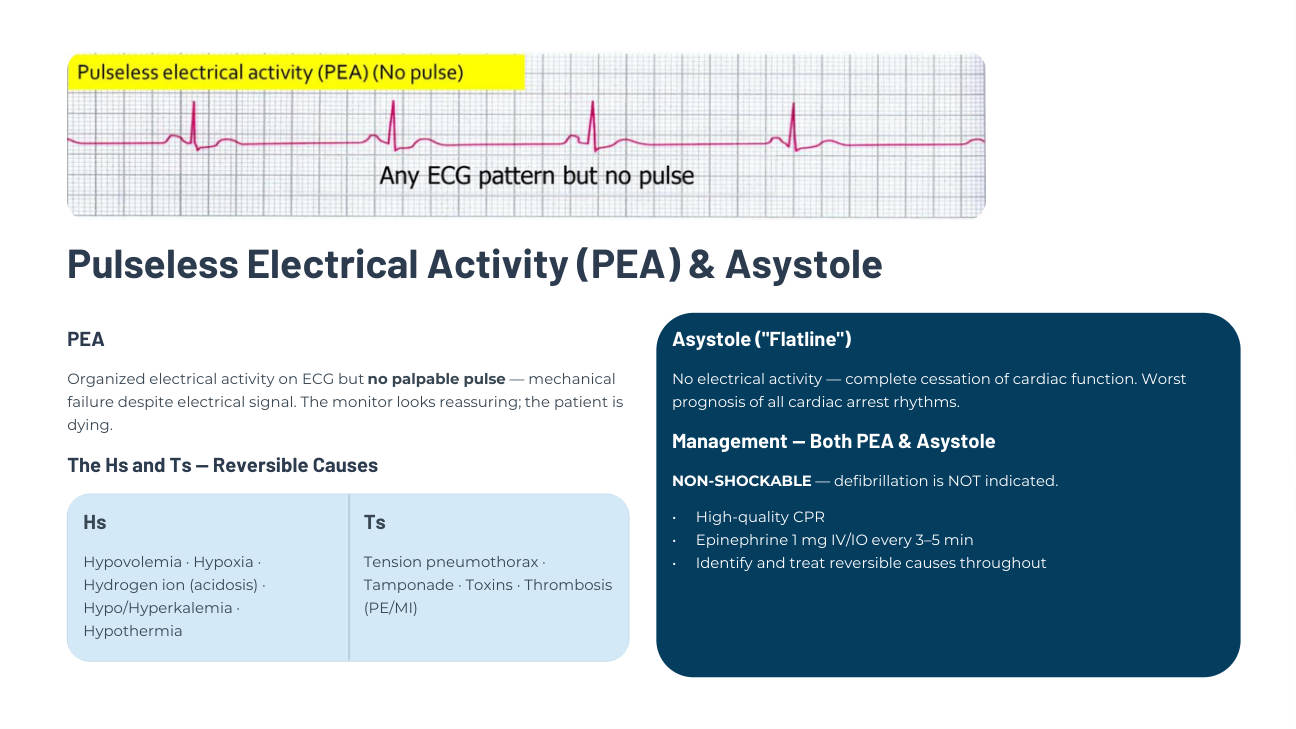 Pulseless electrical activity (PEA) (No pulse)
Any ECG pattern but no pulse
Pulseless Electrical Activity (PEA) & Asystole
PEA
Organized electrical activity on ECG but no palpable pulse — mechanical
failure despite electrical signal. The monitor looks reassuring; the patient is
dying.
The Hs and Ts — Reversible Causes
Hs
Hypovolemia · Hypoxia ·
Hydrogen ion (acidosis) ·
Hypo/Hyperkalemia ·
Hypothermia
Ts
Tension pneumothorax ·
Tamponade · Toxins · Thrombosis
(PE/MI)
Asystole ("Flatline")
No electrical activity — complete cessation of cardiac function. Worst
prognosis of all cardiac arrest rhythms.
Management — Both PEA & Asystole
NON-SHOCKABLE — defibrillation is NOT indicated.
• High-quality CPR
• Epinephrine 1 mg IV/IO every 3–5 min
• Identify and treat reversible causes throughout